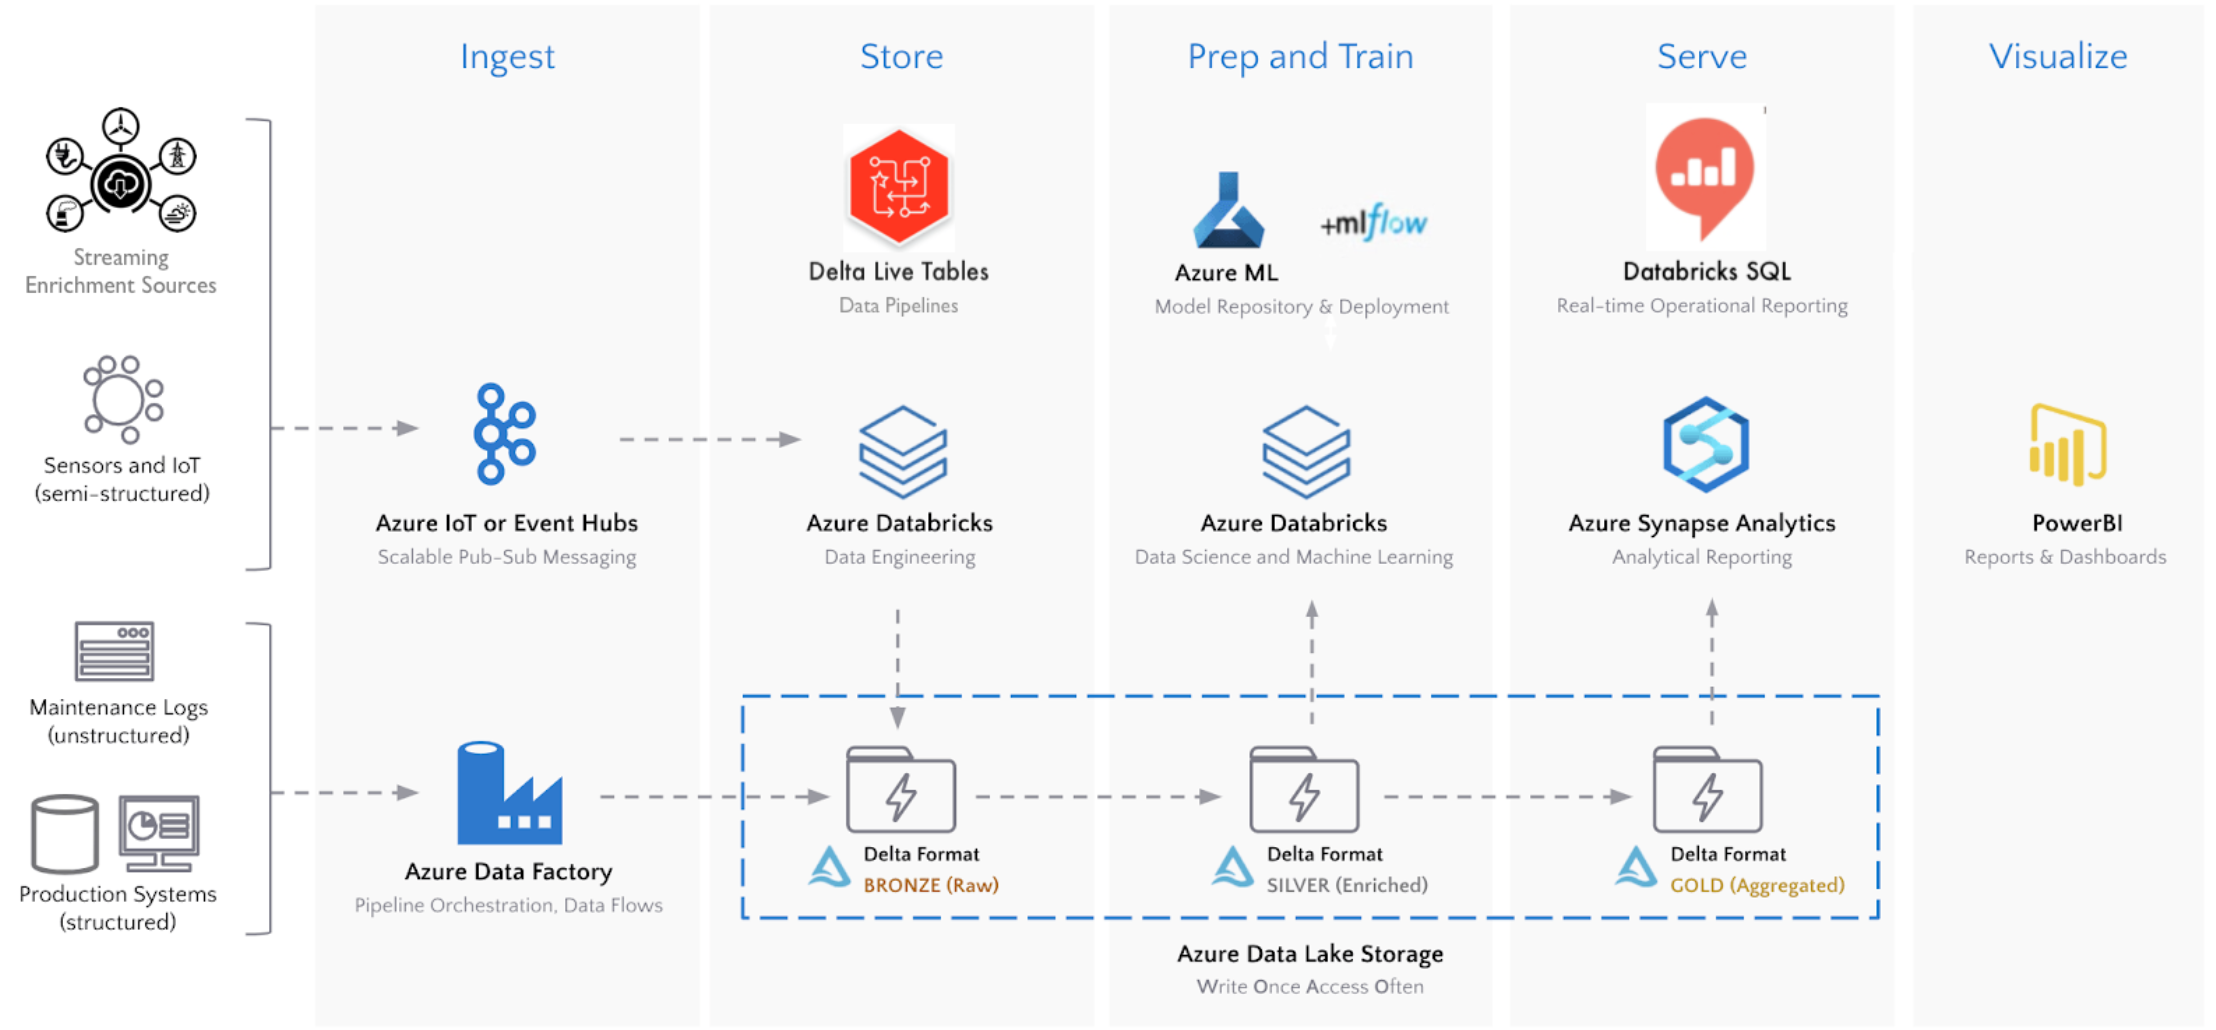 Ingest
Store
Prep and Train
Serve
Visualize
Streaming
Enrichment Sources
Sensors and IoT
(semi-structured)
Maintenance Logs
(unstructured)
Production Systems
(structured)
Azure IoT or Event Hubs
Scalable Pub-Sub Messaging
Azure Data Factory
Pipeline Orchestration, Data Flows
Delta Live Tables
Data Pipelines
Azure Databricks
Data Engineering
Delta Format
BRONZE (Raw)
+mlflow
Azure ML
Model Repository & Deployment
Azure Databricks
Data Science and Machine Learning
Delta Format
SILVER (Enriched)
Azure Data Lake Storage
Write Once Access Often
Databricks SQL
Real-time Operational Reporting
Azure Synapse Analytics
Analytical Reporting
Delta Format
GOLD (Aggregated)
PowerBI
Reports & Dashboards